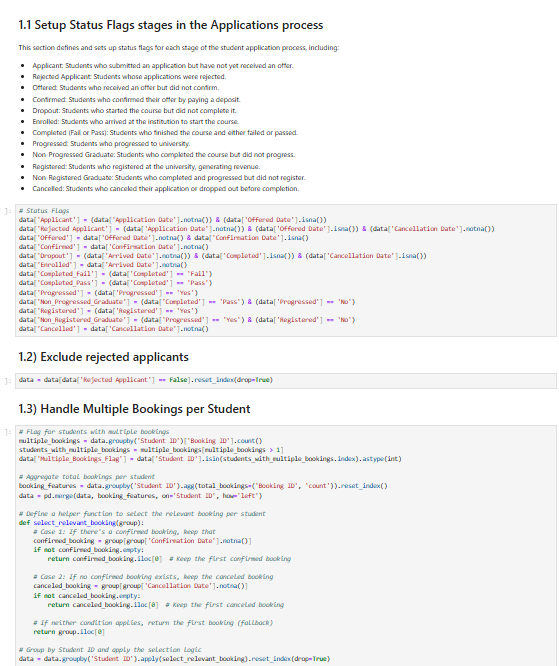 1.1 Setup Status Flags stages in the Applications process
This section defines and sets up status flags for each stage of the student application process, including:
• Applicant: Students who submitted an application but have not yet received an offer.
• Rejected Applicant: Students whose applications were rejected.
• Offered: Students who received an offer but did not confirm.
• Confirmed: Students who confirmed their offer by paying a deposit.
• Dropout: Students who started the course but did not complete it.
• Enrolled: Students who arrived at the institution to start the course.
• Completed (Fail or Pass): Students who finished the course and either failed or passed.
• Progressed: Students who progressed to university.
• Non Progressed Graduate: Students who completed the course but did not progress.
• Registered: Students who registered at the university, generating revenue.
• Non-Registered Graduate: Students who completed and progressed but did not register.
• Cancelled: Students who canceled their application or dropped out before completion.
]:
# Status Flags
data['Applicant'] = (data['Application Date'].notna()) & (data['Offered Date'].isna())
data['Rejected Applicant'] = (data['Application Date'].notna()) & (data['Offered Date'].isna()) & (data['Cancellation Date'].notna())
data['Offered'] = data['Offered Date'].notna() & data['Confirmation Date'].isna()
data['Confirmed'] = data['Confirmation Date'].notna()
data['Dropout'] = (data['Arrived Date'].notna()) & (data['Completed'].isna()) & (data['Cancellation Date'].isna())
data['Enrolled'] = data['Arrived Date'].notna()
data['Completed_Fail'] = (data['Completed'] == 'Fail')
data['Completed_Pass'] = (data['Completed'] == 'Pass')
data['Progressed'] = (data['Progressed'] == 'Yes')
data['Non_Progressed_Graduate'] = (data['Completed'] == 'Pass') & (data['Progressed'] == 'No')
data['Registered'] = (data['Registered'] == 'Yes')
data['Non_Registered_Graduate'] = (data['Progressed'] == 'Yes') & (data['Registered'] == 'No')
data['Cancelled'] = data['Cancellation Date'].notna()
1.2) Exclude rejected applicants
]:
data = data[data['Rejected Applicant'] == False].reset_index(drop=True)
1.3) Handle Multiple Bookings per Student
]:
# Flag for students with multiple bookings
multiple_bookings = data.groupby('Student ID')['Booking ID'].count()
students_with_multiple_bookings = multiple_bookings[multiple_bookings > 1]
data['Multiple_Bookings_Flag'] = data['Student ID'].isin(students_with_multiple_bookings.index).astype(int)
# Aggregate total bookings per student
booking_features = data.groupby('Student ID').agg(total_bookings=('Booking ID', 'count')).reset_index()
data = pd.merge(data, booking_features, on='Student ID', how='left')
# Define a helper function to select the relevant booking per student
def select_relevant_booking(group):
# Case 1: If there's a confirmed booking, keep that
confirmed_booking = group[group['Confirmation Date'].notna()]
if not confirmed_booking.empty:
return confirmed_booking.iloc[0] # Keep the first confirmed booking
# Case 2: If no confirmed booking exists, keep the canceled booking
canceled_booking = group[group['Cancellation Date'].notna()]
if not canceled_booking.empty:
return canceled_booking.iloc[0] # Keep the first canceled booking
# If neither condition applies, return the first booking (fallback)
return group.iloc[0]
# Group by Student ID and apply the selection logic
data = data.groupby('Student ID').apply(select_relevant_booking).reset_index(drop=True)